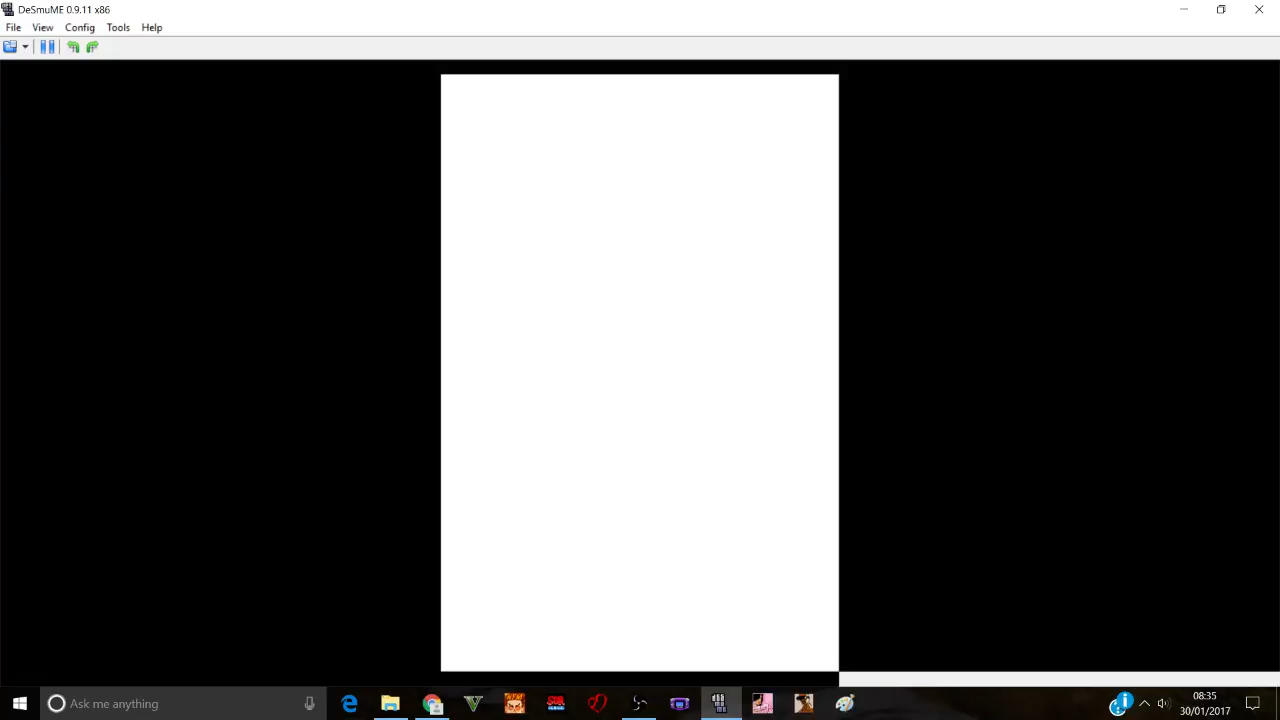 DeSmuME 0.9.11 x86
File View Config Tools Help
Ask me anything
08:35
30/01/2017